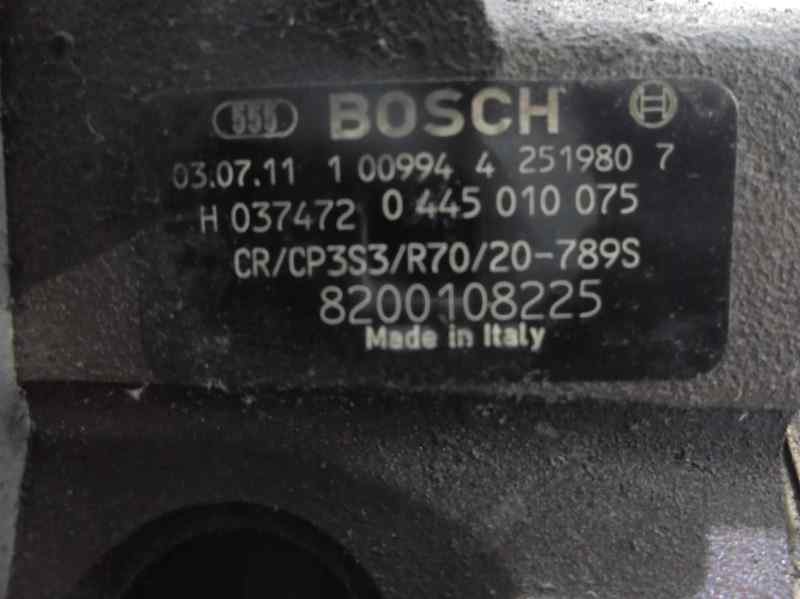 555 BOSCH
03.07.11 1 00994 4 251980 7
H 037472 0 445 010 075
CR/CP3S3/R70/20-789S
8200108225
Made in Italy